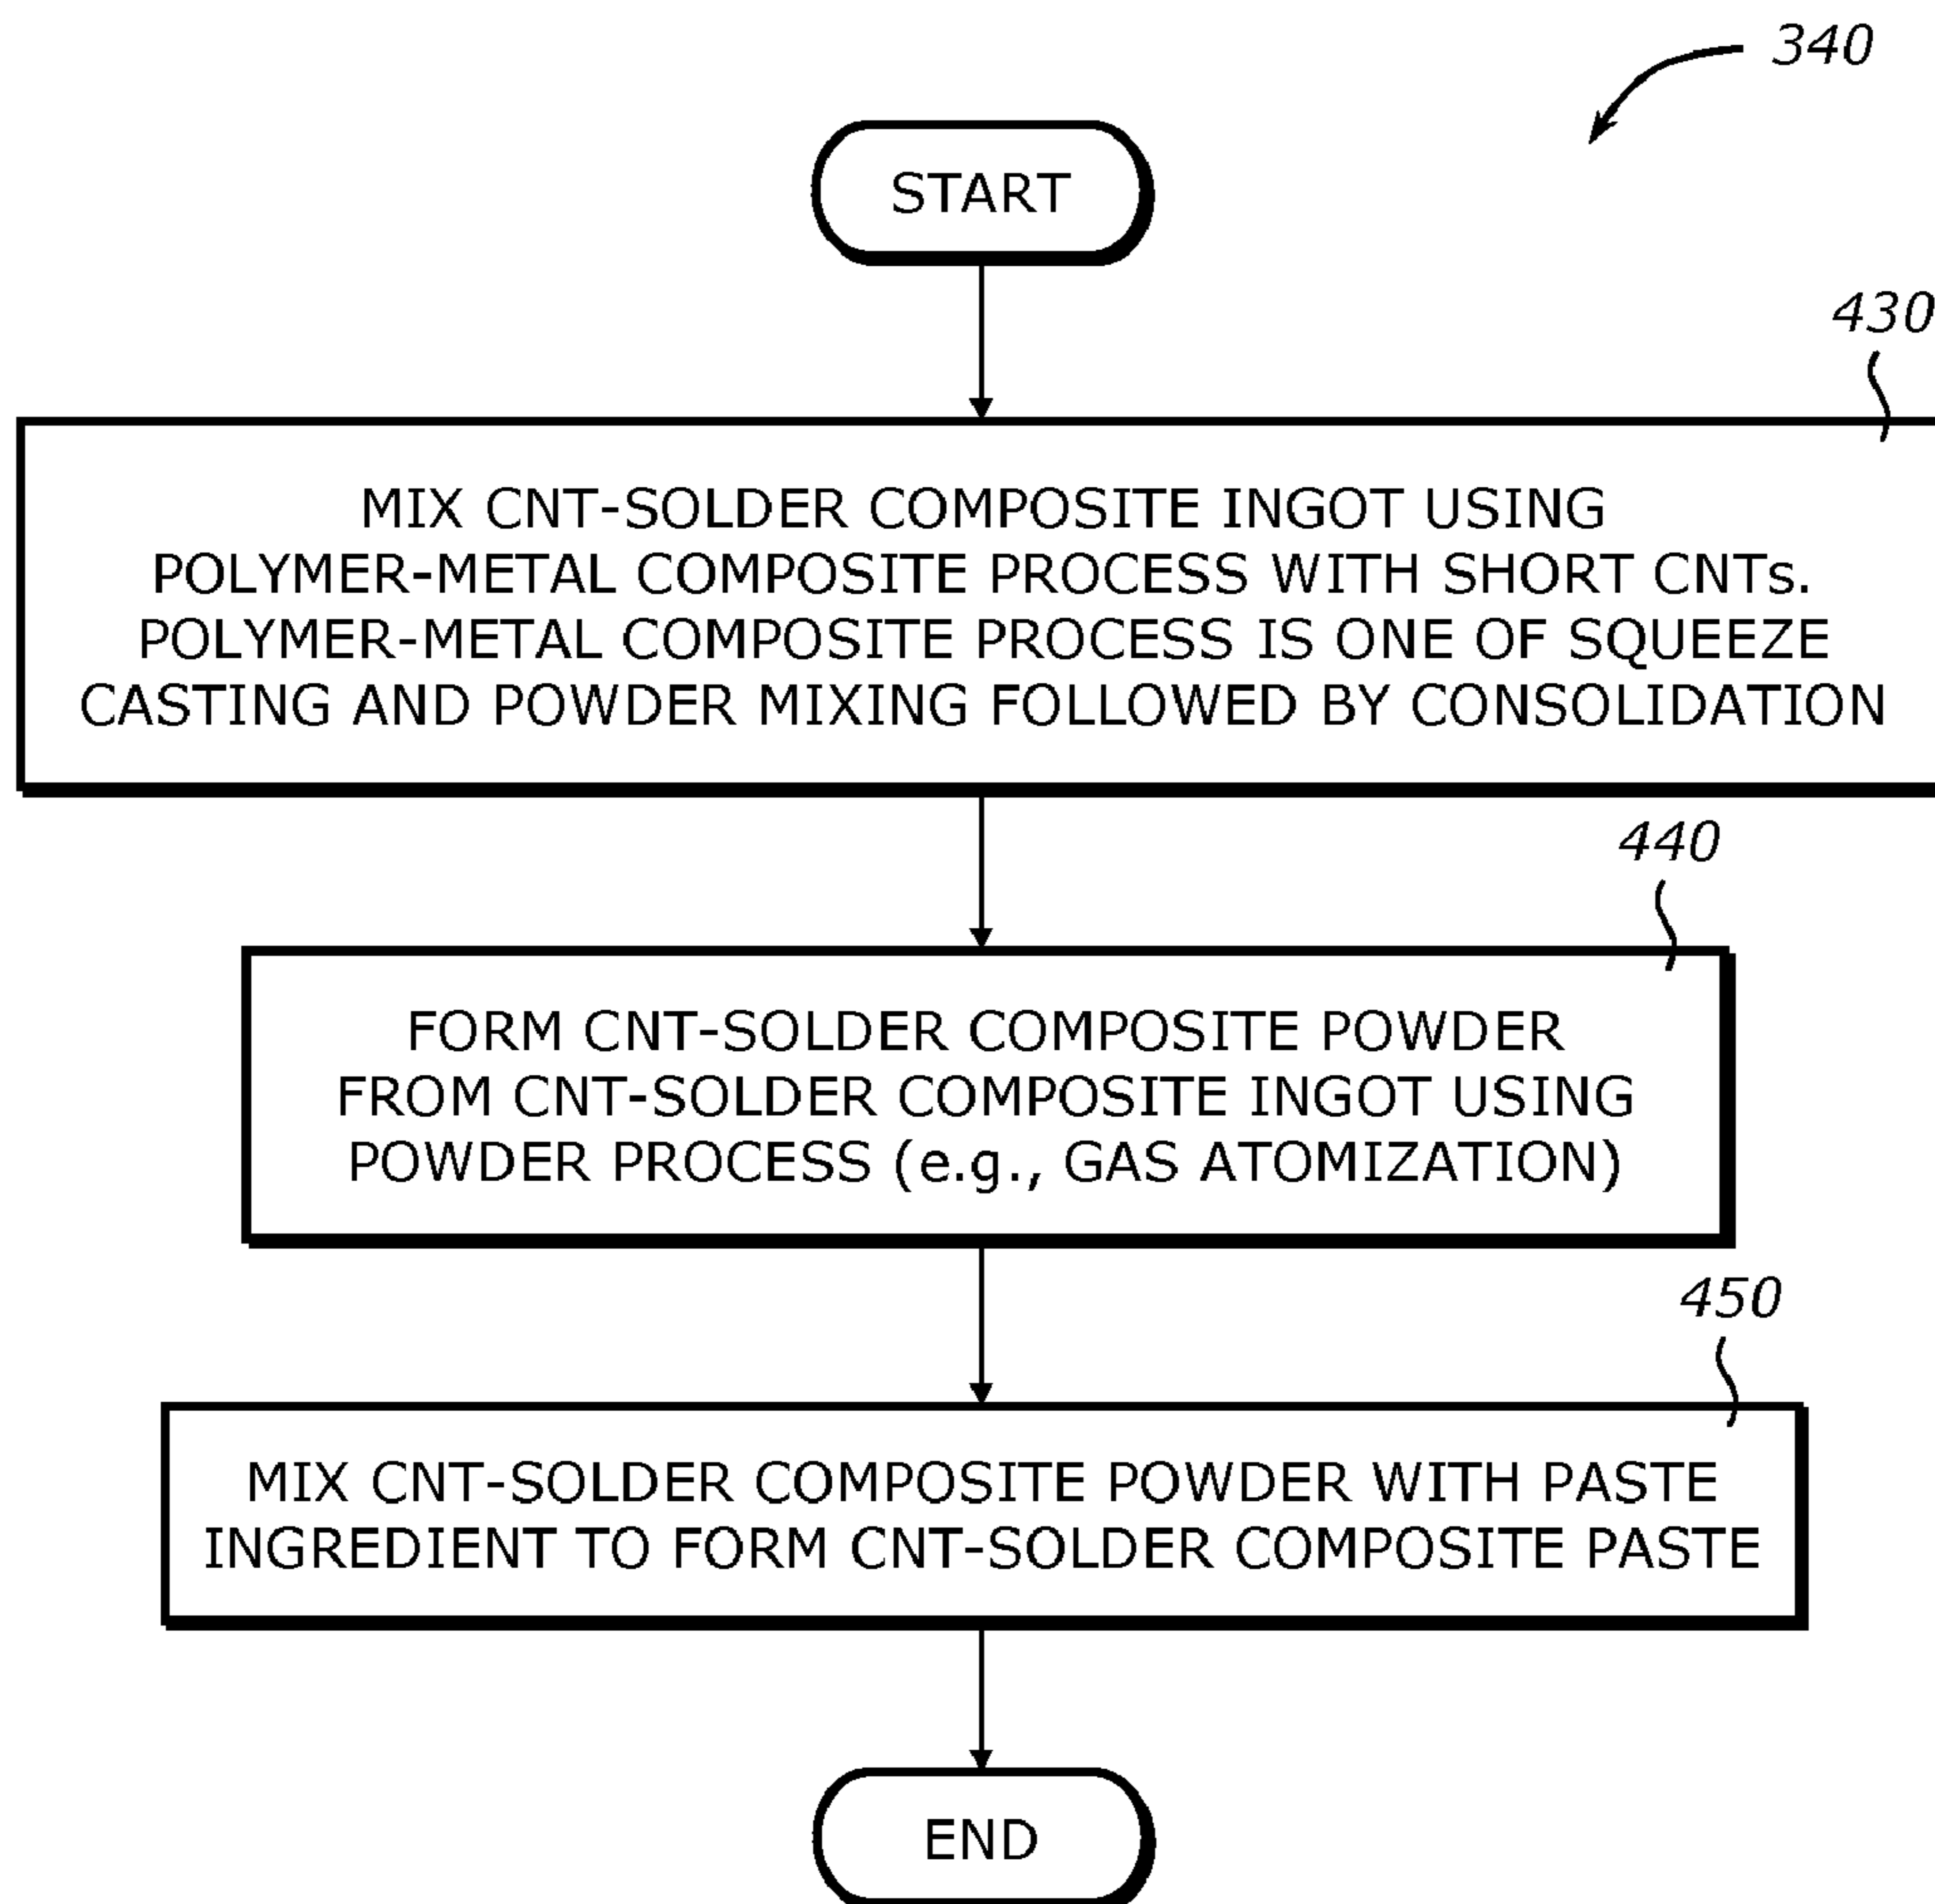 340
START
430
MIX CNT-SOLDER COMPOSITE INGOT USING
POLYMER-METAL COMPOSITE PROCESS WITH SHORT CNTs.
POLYMER-METAL COMPOSITE PROCESS IS ONE OF SQUEEZE
CASTING AND POWDER MIXING FOLLOWED BY CONSOLIDATION
440
FORM CNT-SOLDER COMPOSITE POWDER
FROM CNT-SOLDER COMPOSITE INGOT USING
POWDER PROCESS (e.g., GAS ATOMIZATION)
450
MIX CNT-SOLDER COMPOSITE POWDER WITH PASTE
INGREDIENT TO FORM CNT-SOLDER COMPOSITE PASTE
END